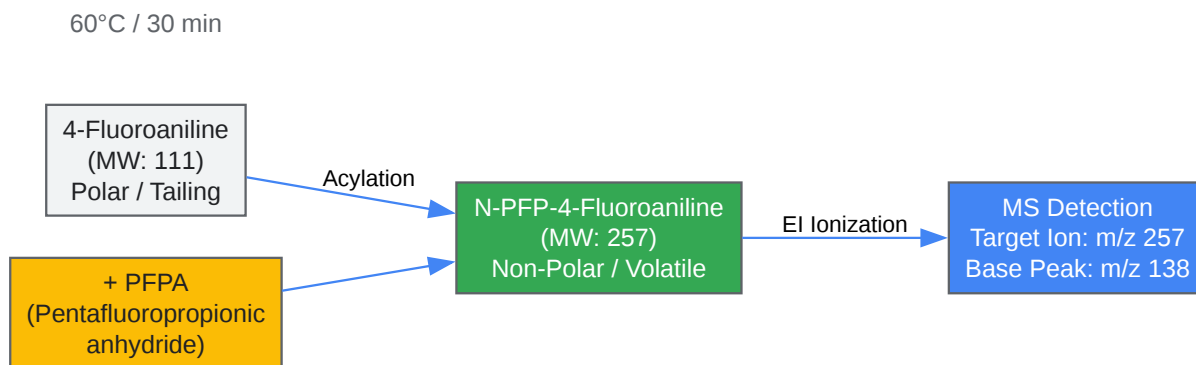 60°C / 30 min
4-Fluoroaniline
(MW: 111)
Polar / Tailing
Acylation
+ PFPA
(Pentafluoropropionic
anhydride)
N-PFP-4-Fluoroaniline
(MW: 257)
Non-Polar / Volatile
EI Ionization
MS Detection
Target Ion: m/z 257
Base Peak: m/z 138